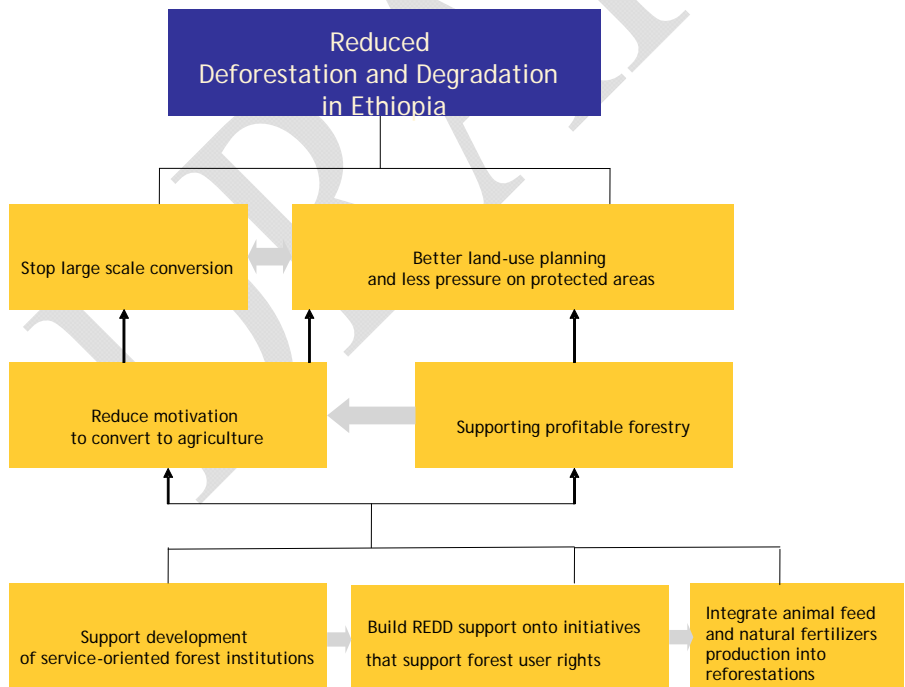 Reduced
Deforestation and Degradation
in Ethiopia
Stop large scale conversion
Better land-use planning
and less pressure on protected areas
Reduce motivation
to convert to agriculture
Supporting profitable forestry
Support development
of service-oriented forest institutions
Build REDD support onto initiatives
that support forest user rights
Integrate animal feed
and natural fertilizers
production into
reforestations